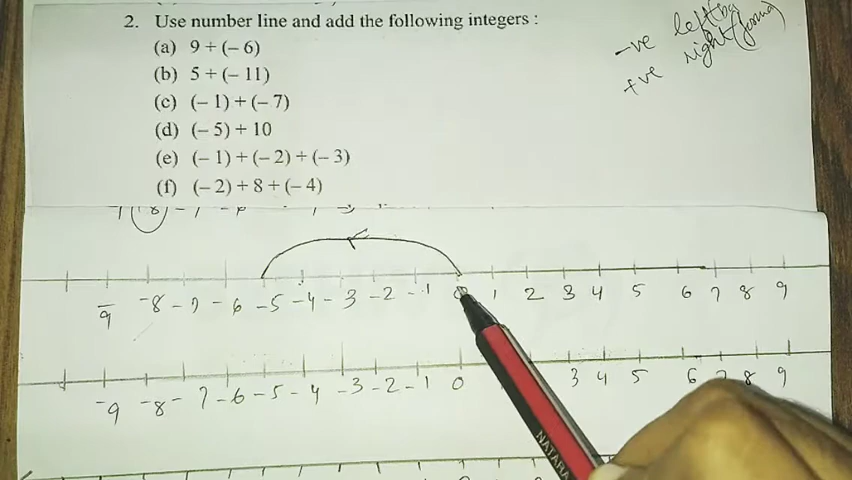 2. Use number line and add the following integers :
-ve left
+ve right
(a) 9 + (– 6)
(b) 5 + (– 11)
(c) (– 1) + (– 7)
(d) (– 5) + 10
(e) (– 1) + (– 2) + (– 3)
(f) (– 2) + 8 + (– 4)
-9 -8 -7 -6 -5 -4 -3 -2 -1 0 1 2 3 4 5 6 7 8 9
-9 -8 -7 -6 -5 -4 -3 -2 -1 0 3 4 5 6 7 8 9
NATARA